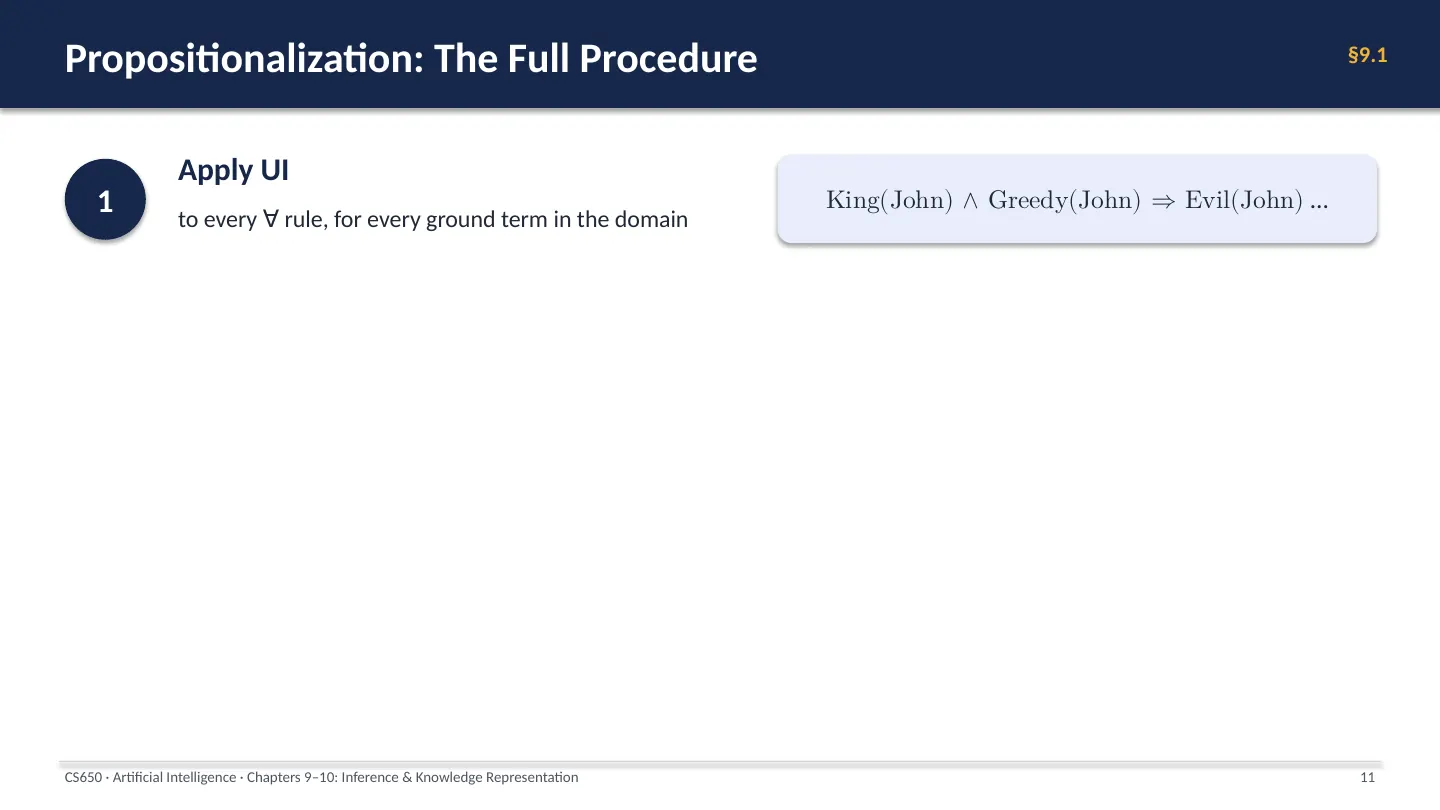 Propositionalization: The Full Procedure
§9.1
1
Apply UI
to every ∀ rule, for every ground term in the domain
King(John) ∧ Greedy(John) ⇒ Evil(John) ...
CS650 · Artificial Intelligence · Chapters 9–10: Inference & Knowledge Representation
11